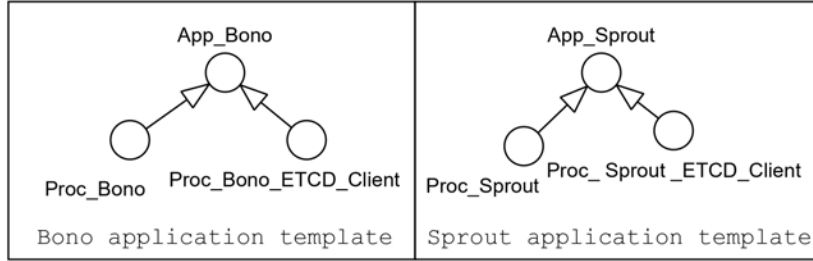 App_Bono
Proc_Bono
Proc_Bono_ETCD_Client
Bono application template
App_Sprout
Proc_Sprout
Proc_ Sprout _ETCD_Client
Sprout application template